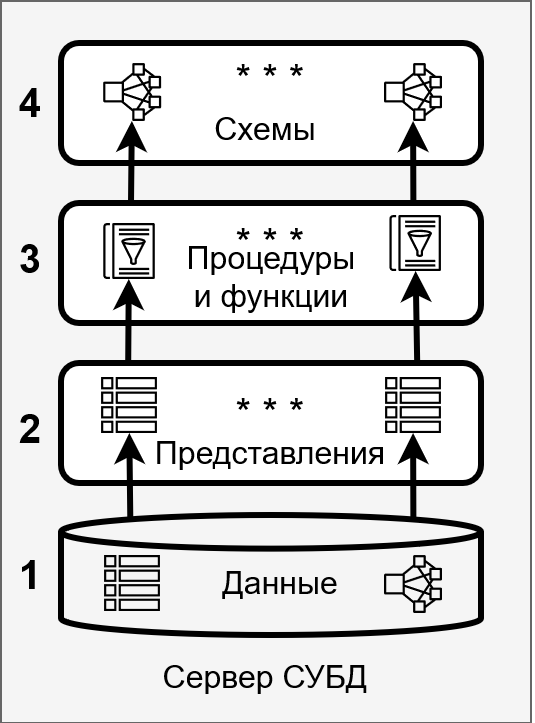 4
* * *
Схемы
3
* * *
Процедуры
и функции
2
* * *
Представления
1
Данные
Сервер СУБД